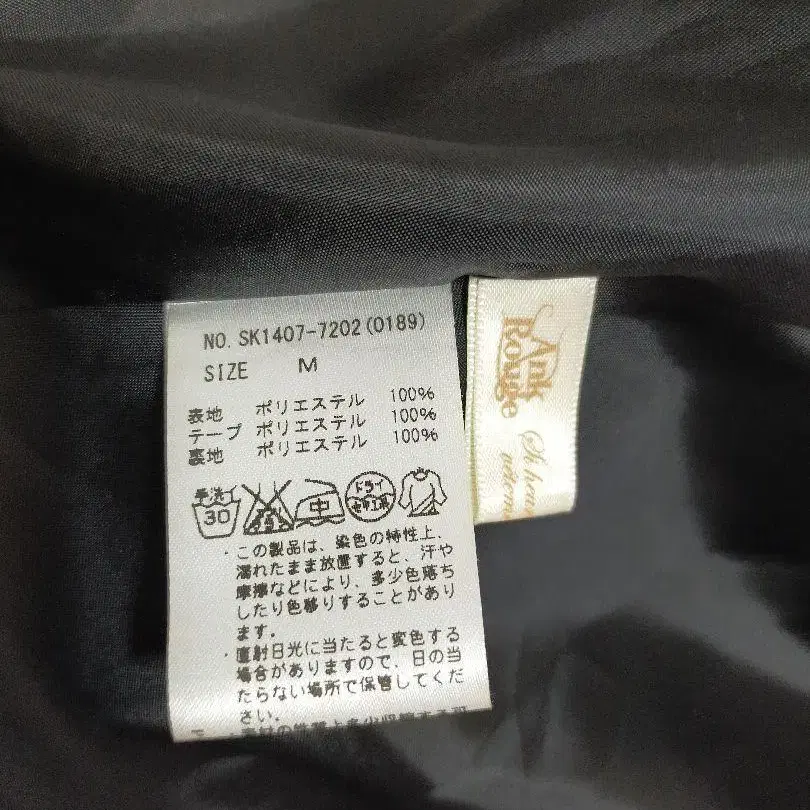 NO. SK1407-7202(0189)
SIZE M
表地 ポリエステル 100%
テープ ポリエステル 100%
裏地 ポリエステル 100%
手洗イ
30
中
ドライ
セキユ系
・この製品は、染色の特性上、
濡れたまま放置すると、汗や
摩擦などにより、多少色落ち
したり色移りすることがあり
ます。
・直射日光に当たると変色する
場合がありますので、日の当
たらない場所で保管してくだ
さい。
Ank
Rouge